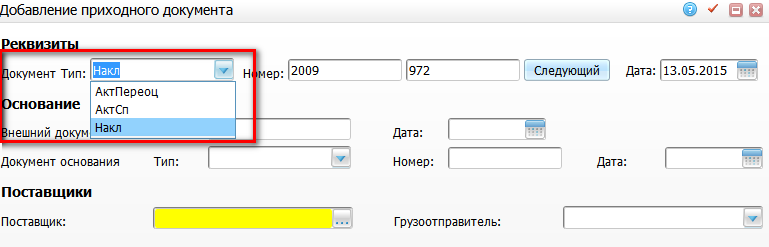 Добавление приходного документа
Реквизиты
Документ Тип: Накл Номер: 2009 972 Следующий Дата: 13.05.2015
АктПереоц
Основание
АктСп
Накл
Внешний докум Дата:
Документ основания Тип: Номер: Дата:
Поставщики
Поставщик: ... Грузоотправитель: